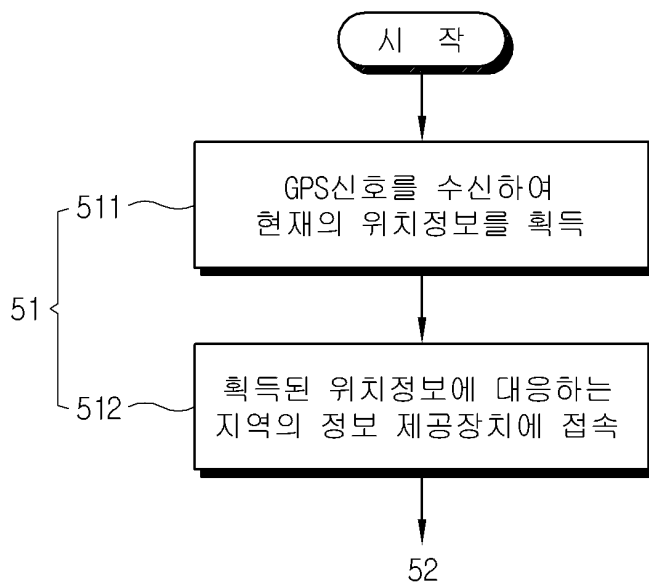 시 작
511
GPS신호를 수신하여
현재의 위치정보를 획득
51
512
획득된 위치정보에 대응하는
지역의 정보 제공장치에 접속
52